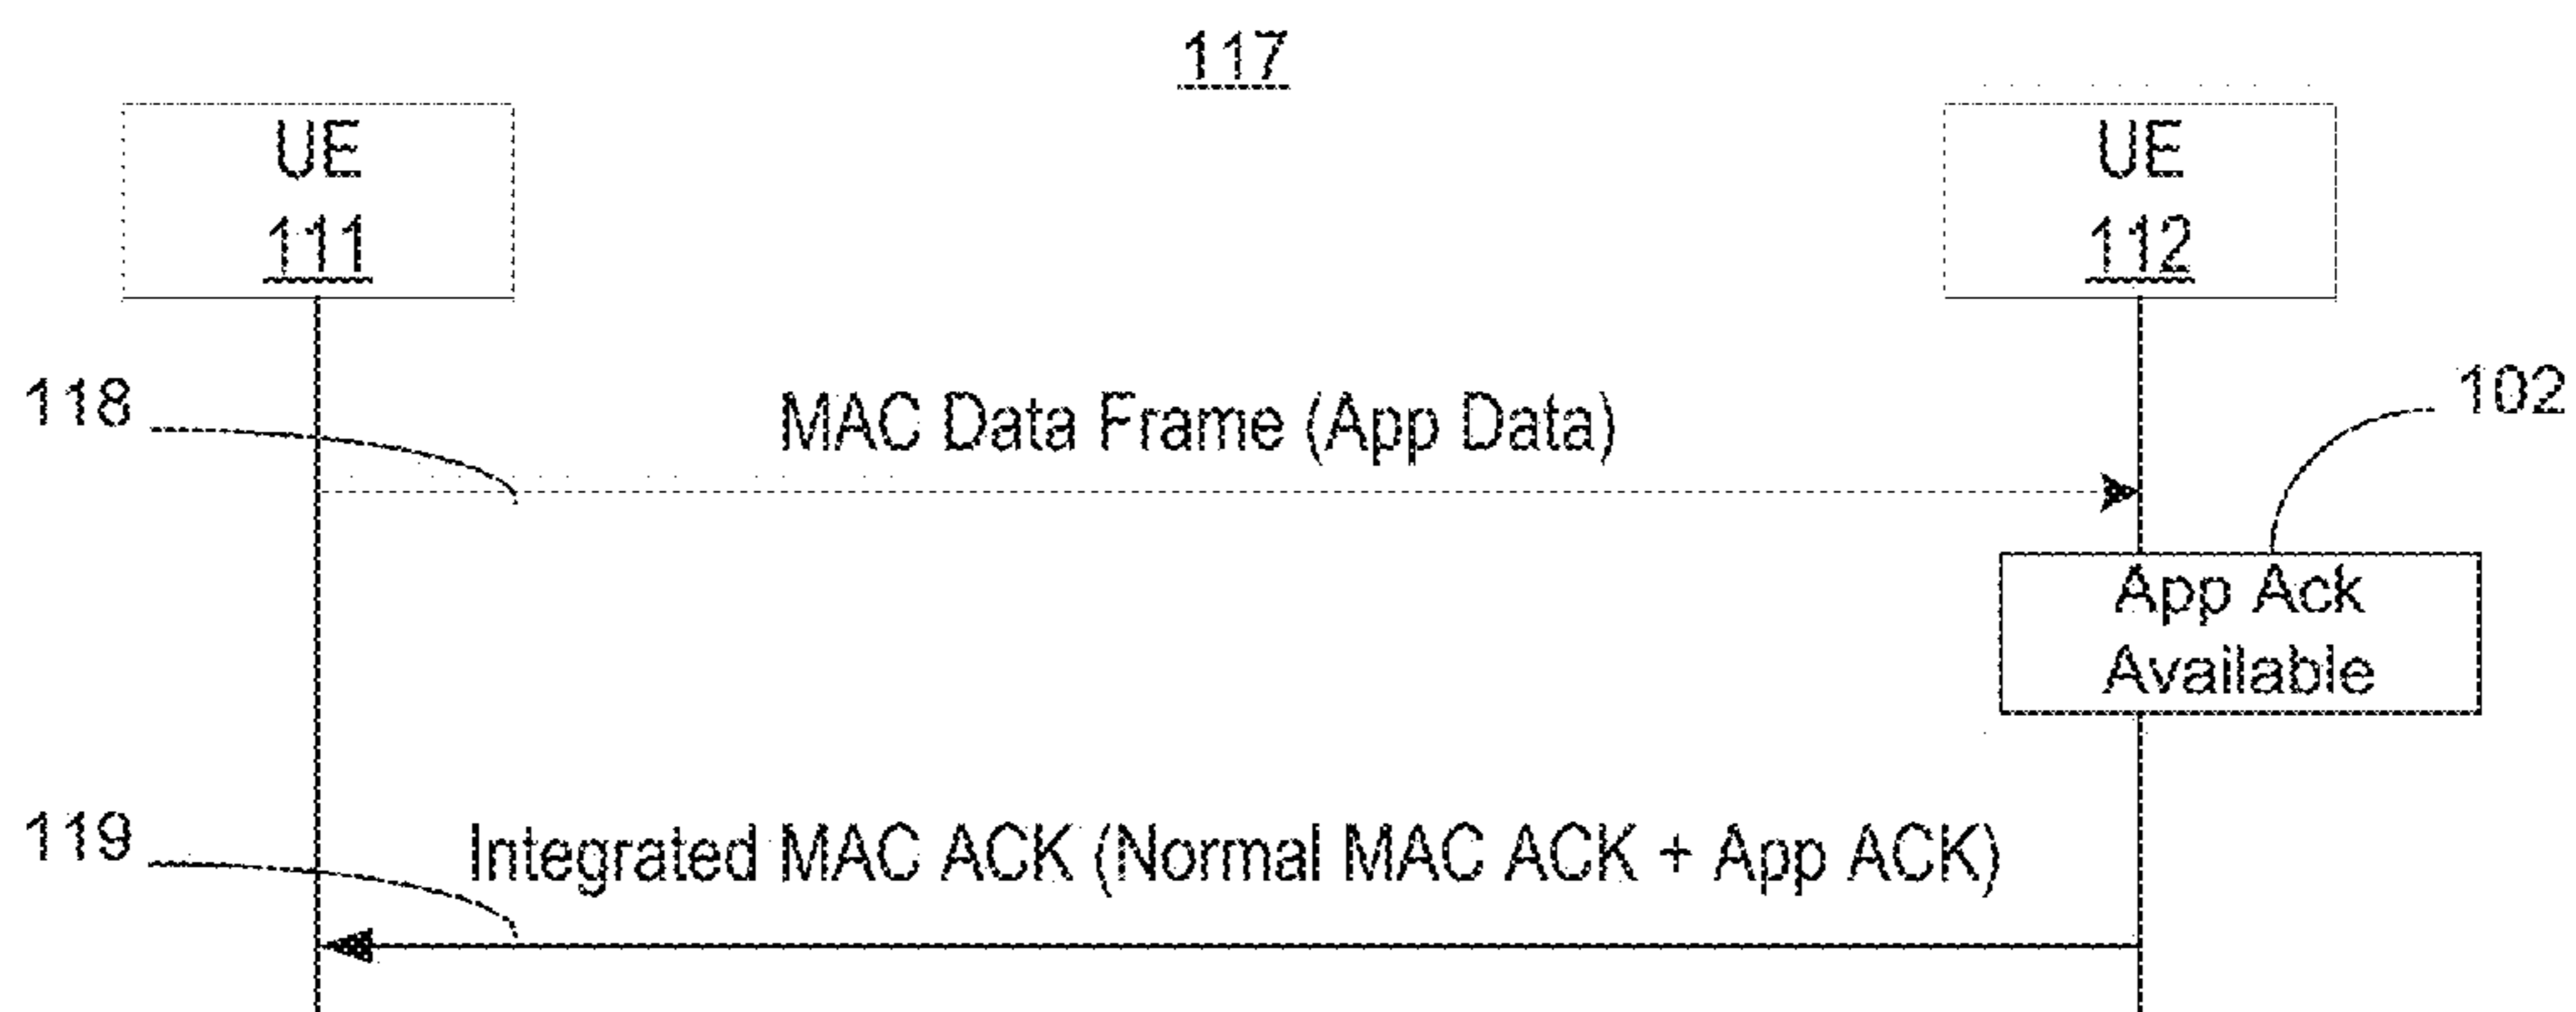 117
UE
111
UE
112
118
MAC Data Frame (App Data)
102
App Ack
Available
119
Integrated MAC ACK (Normal MAC ACK + App ACK)